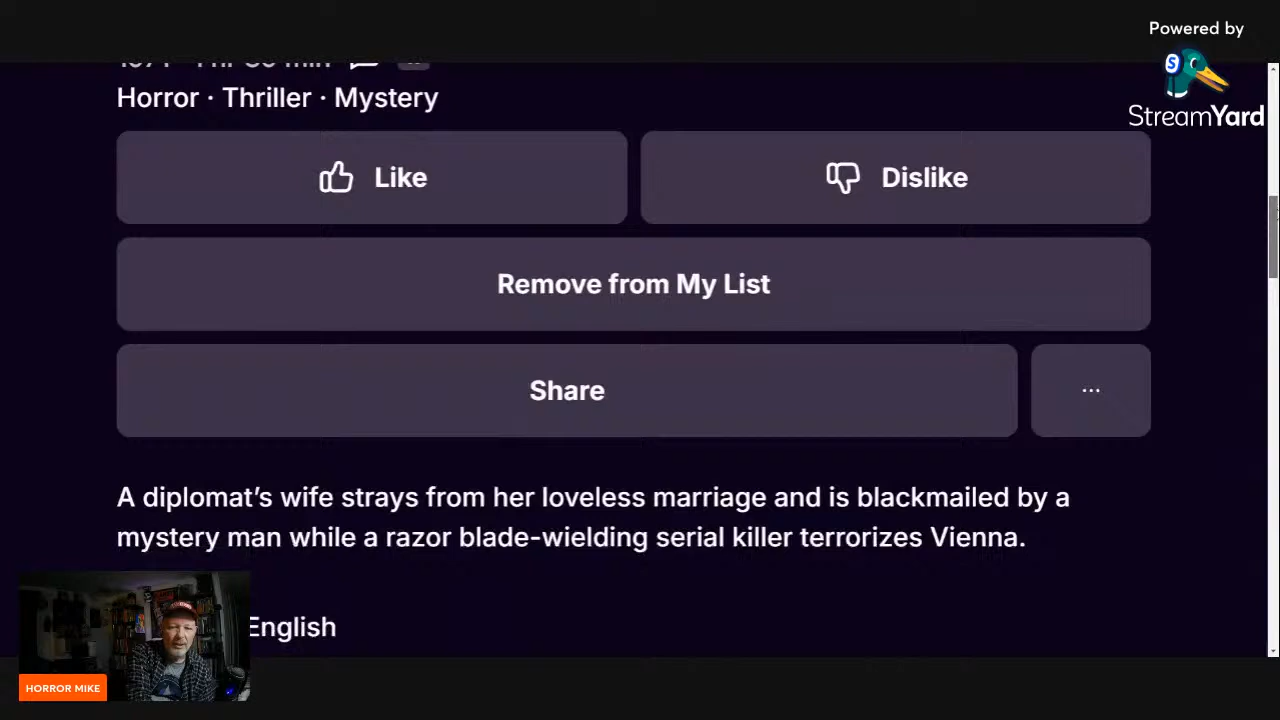 Powered by
StreamYard
Horror · Thriller · Mystery
Like
Dislike
Remove from My List
Share
...
A diplomat’s wife strays from her loveless marriage and is blackmailed by a
mystery man while a razor blade-wielding serial killer terrorizes Vienna.
English
HORROR MIKE